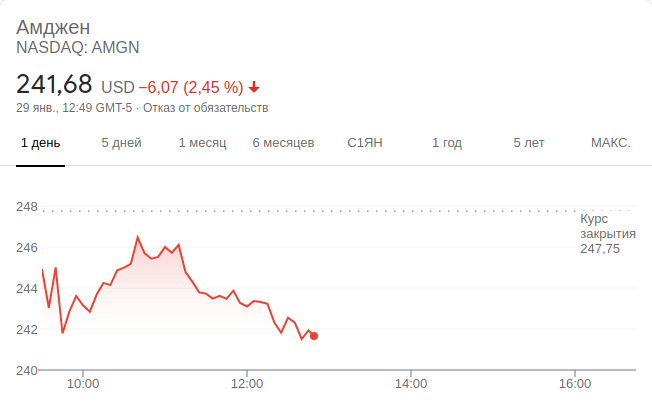 Амджен
NASDAQ: AMGN
241,68 USD −6,07 (2,45 %)
29 янв., 12:49 GMT-5 · Отказ от обязательств
1 день 5 дней 1 месяц 6 месяцев С1ЯН 1 год 5 лет МАКС.
248
Курс
закрытия
247,75
246
244
242
240
10:00 12:00 14:00 16:00